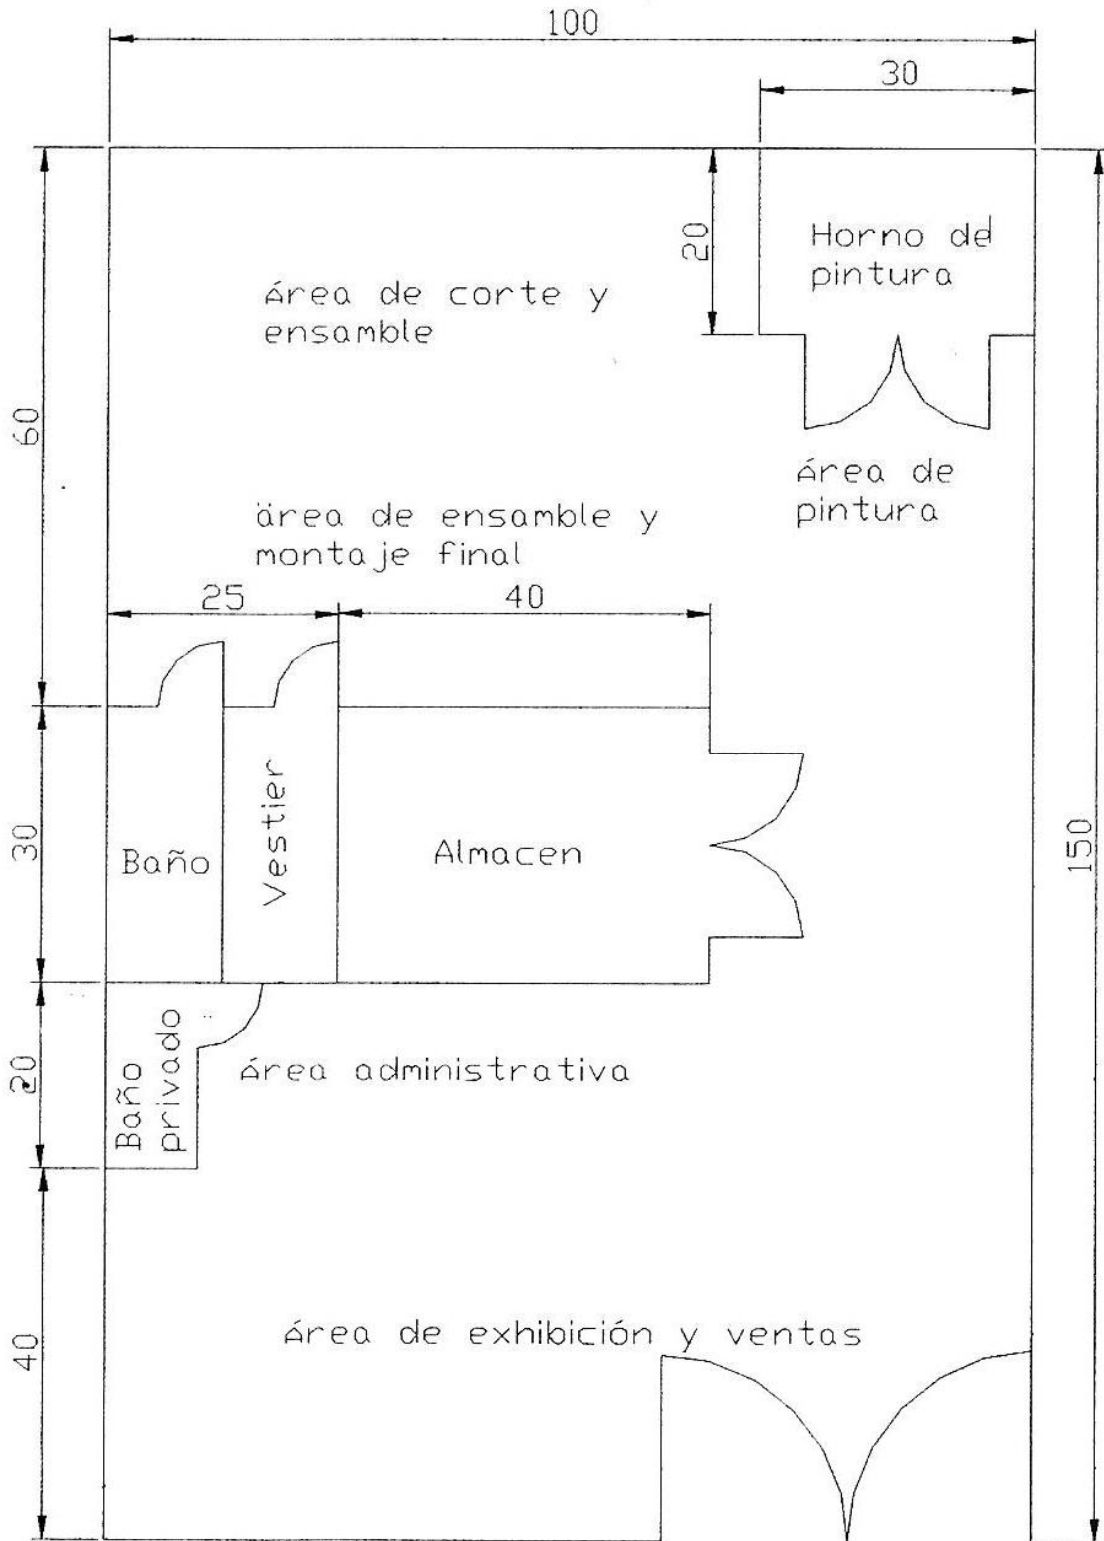 100
30
20
Horno de
pintura
Área de corte y
ensamble
60
Área de
pintura
ärea de ensamble y
montaje final
25
40
30
Baño
Vestier
Almacen
150
20
Baño
privado
Área administrativa
40
Área de exhibición y ventas